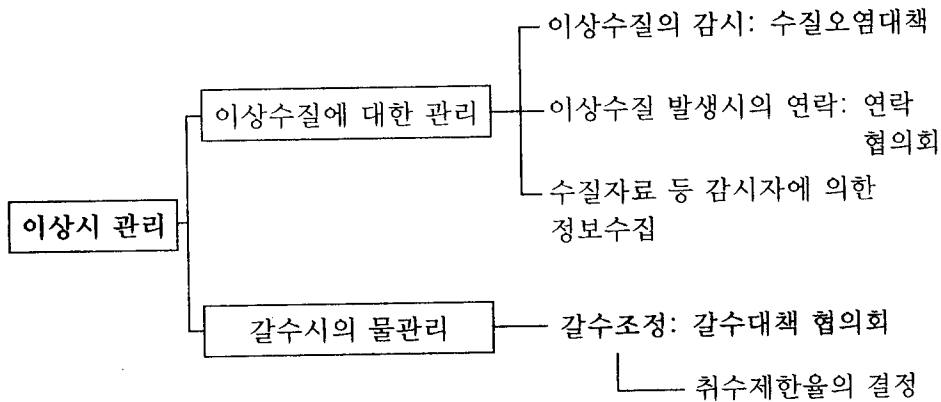 이상시 관리
이상수질에 대한 관리
이상수질의 감시: 수질오염대책
이상수질 발생시의 연락: 연락
협의회
수질자료 등 감시자에 의한
정보수집
갈수시의 물관리
갈수조정: 갈수대책 협의회
취수제한율의 결정